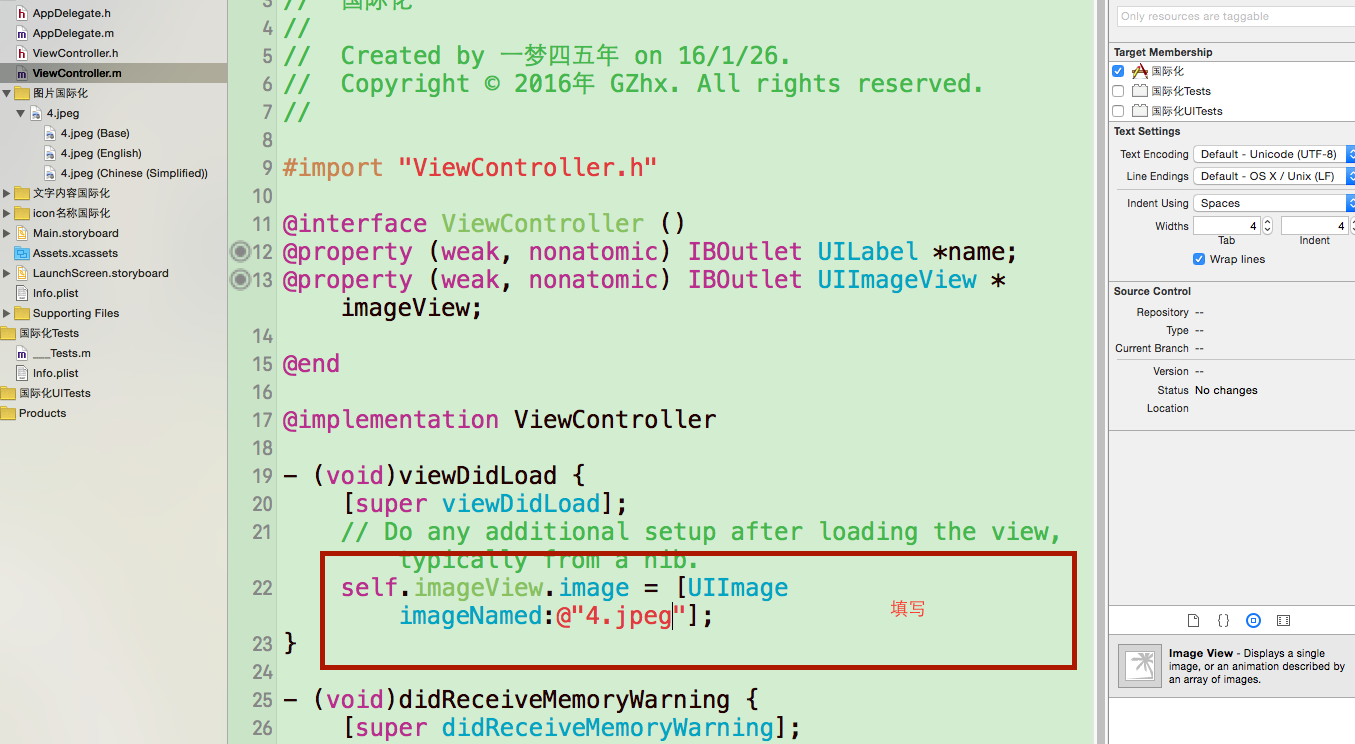 AppDelegate.h
AppDelegate.m
ViewController.h
ViewController.m
图片国际化
4.jpeg
4.jpeg (Base)
4.jpeg (English)
4.jpeg (Chinese (Simplified))
文字内容国际化
icon名称国际化
Main.storyboard
Assets.xcassets
LaunchScreen.storyboard
Info.plist
Supporting Files
国际化Tests
___Tests.m
Info.plist
国际化UITests
Products
3 // 国际化
4 //
5 // Created by 一梦四五年 on 16/1/26.
6 // Copyright © 2016年 GZhx. All rights reserved.
7 //
8
9 #import "ViewController.h"
10
11 @interface ViewController ()
12 @property (weak, nonatomic) IBOutlet UILabel *name;
13 @property (weak, nonatomic) IBOutlet UIImageView *
imageView;
14
15 @end
16
17 @implementation ViewController
18
19 - (void)viewDidLoad {
20 [super viewDidLoad];
21 // Do any additional setup after loading the view,
typically from a nib.
22 self.imageView.image = [UIImage
imageNamed:@"4.jpeg"];
填写
23 }
24
25 - (void)didReceiveMemoryWarning {
26 [super didReceiveMemoryWarning];
Only resources are taggable
Target Membership
国际化
国际化Tests
国际化UITests
Text Settings
Text Encoding Default - Unicode (UTF-8)
Line Endings Default - OS X / Unix (LF)
Indent Using Spaces
Widths 4 4
Tab Indent
Wrap lines
Source Control
Repository --
Type --
Current Branch --
Version --
Status No changes
Location
Image View - Displays a single
image, or an animation described by
an array of images.